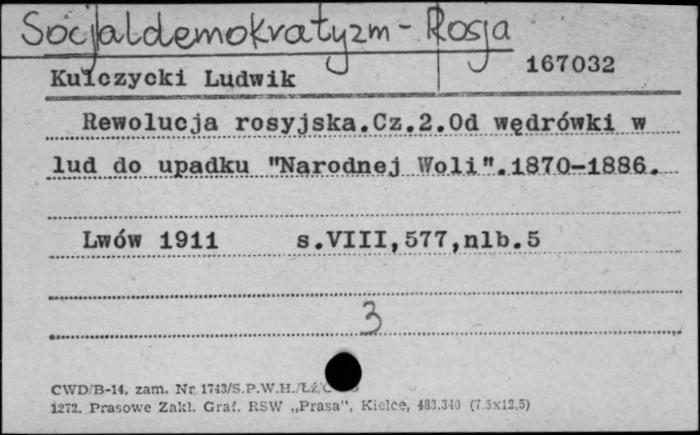 Socjaldemokratyzm - Rosja
167032
Kulczycki Ludwik
Rewolucja rosyjska.Cz.2.Od wędrówki w
lud do upadku "Narodnej Woli".1870-1886.
Lwów 1911 s.VIII,577,nlb.5
3
CWD/B-14, zam. Nr 1743/S.P.W.H./Łż/C
1272. Prasowe Zakł. Graf. RSW „Prasa”, Kielce, 483.340 (7,5x12,5)